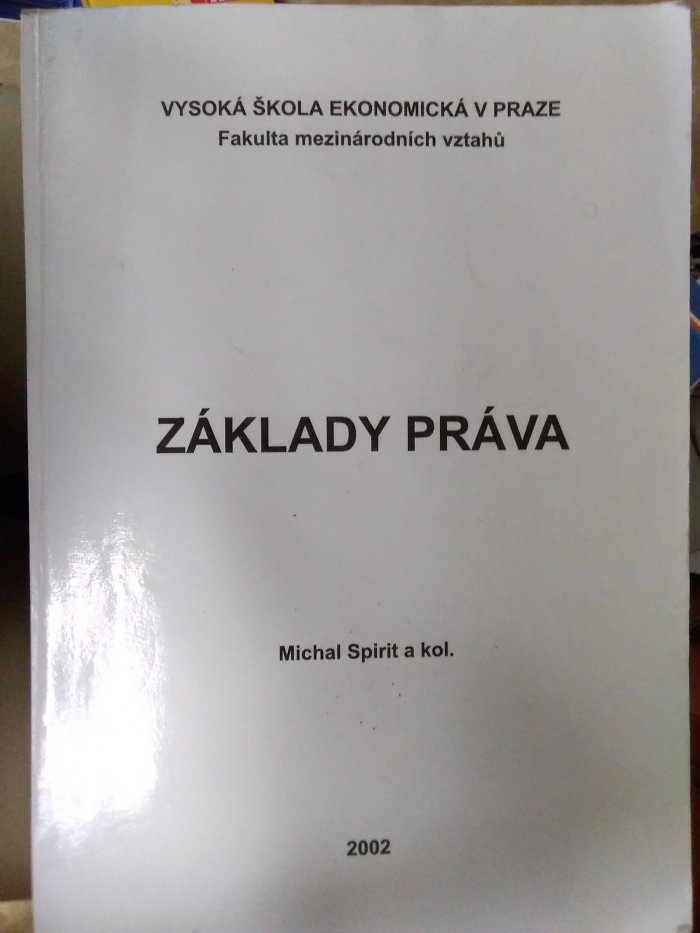 VYSOKÁ ŠKOLA EKONOMICKÁ V PRAZE
Fakulta mezinárodních vztahů
ZÁKLADY PRÁVA
Michal Spirit a kol.
2002